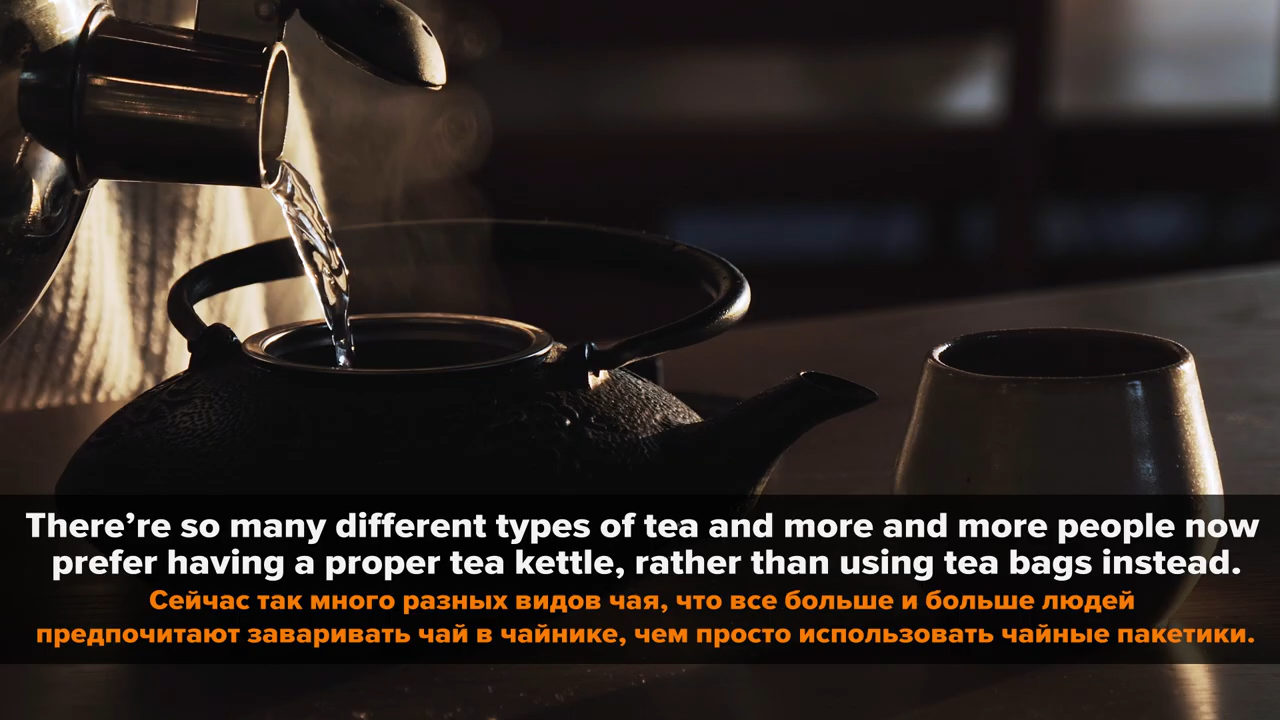 There’re so many different types of tea and more and more people now
prefer having a proper tea kettle, rather than using tea bags instead.
Сейчас так много разных видов чая, что все больше и больше людей
предпочитают заваривать чай в чайнике, чем просто использовать чайные пакетики.